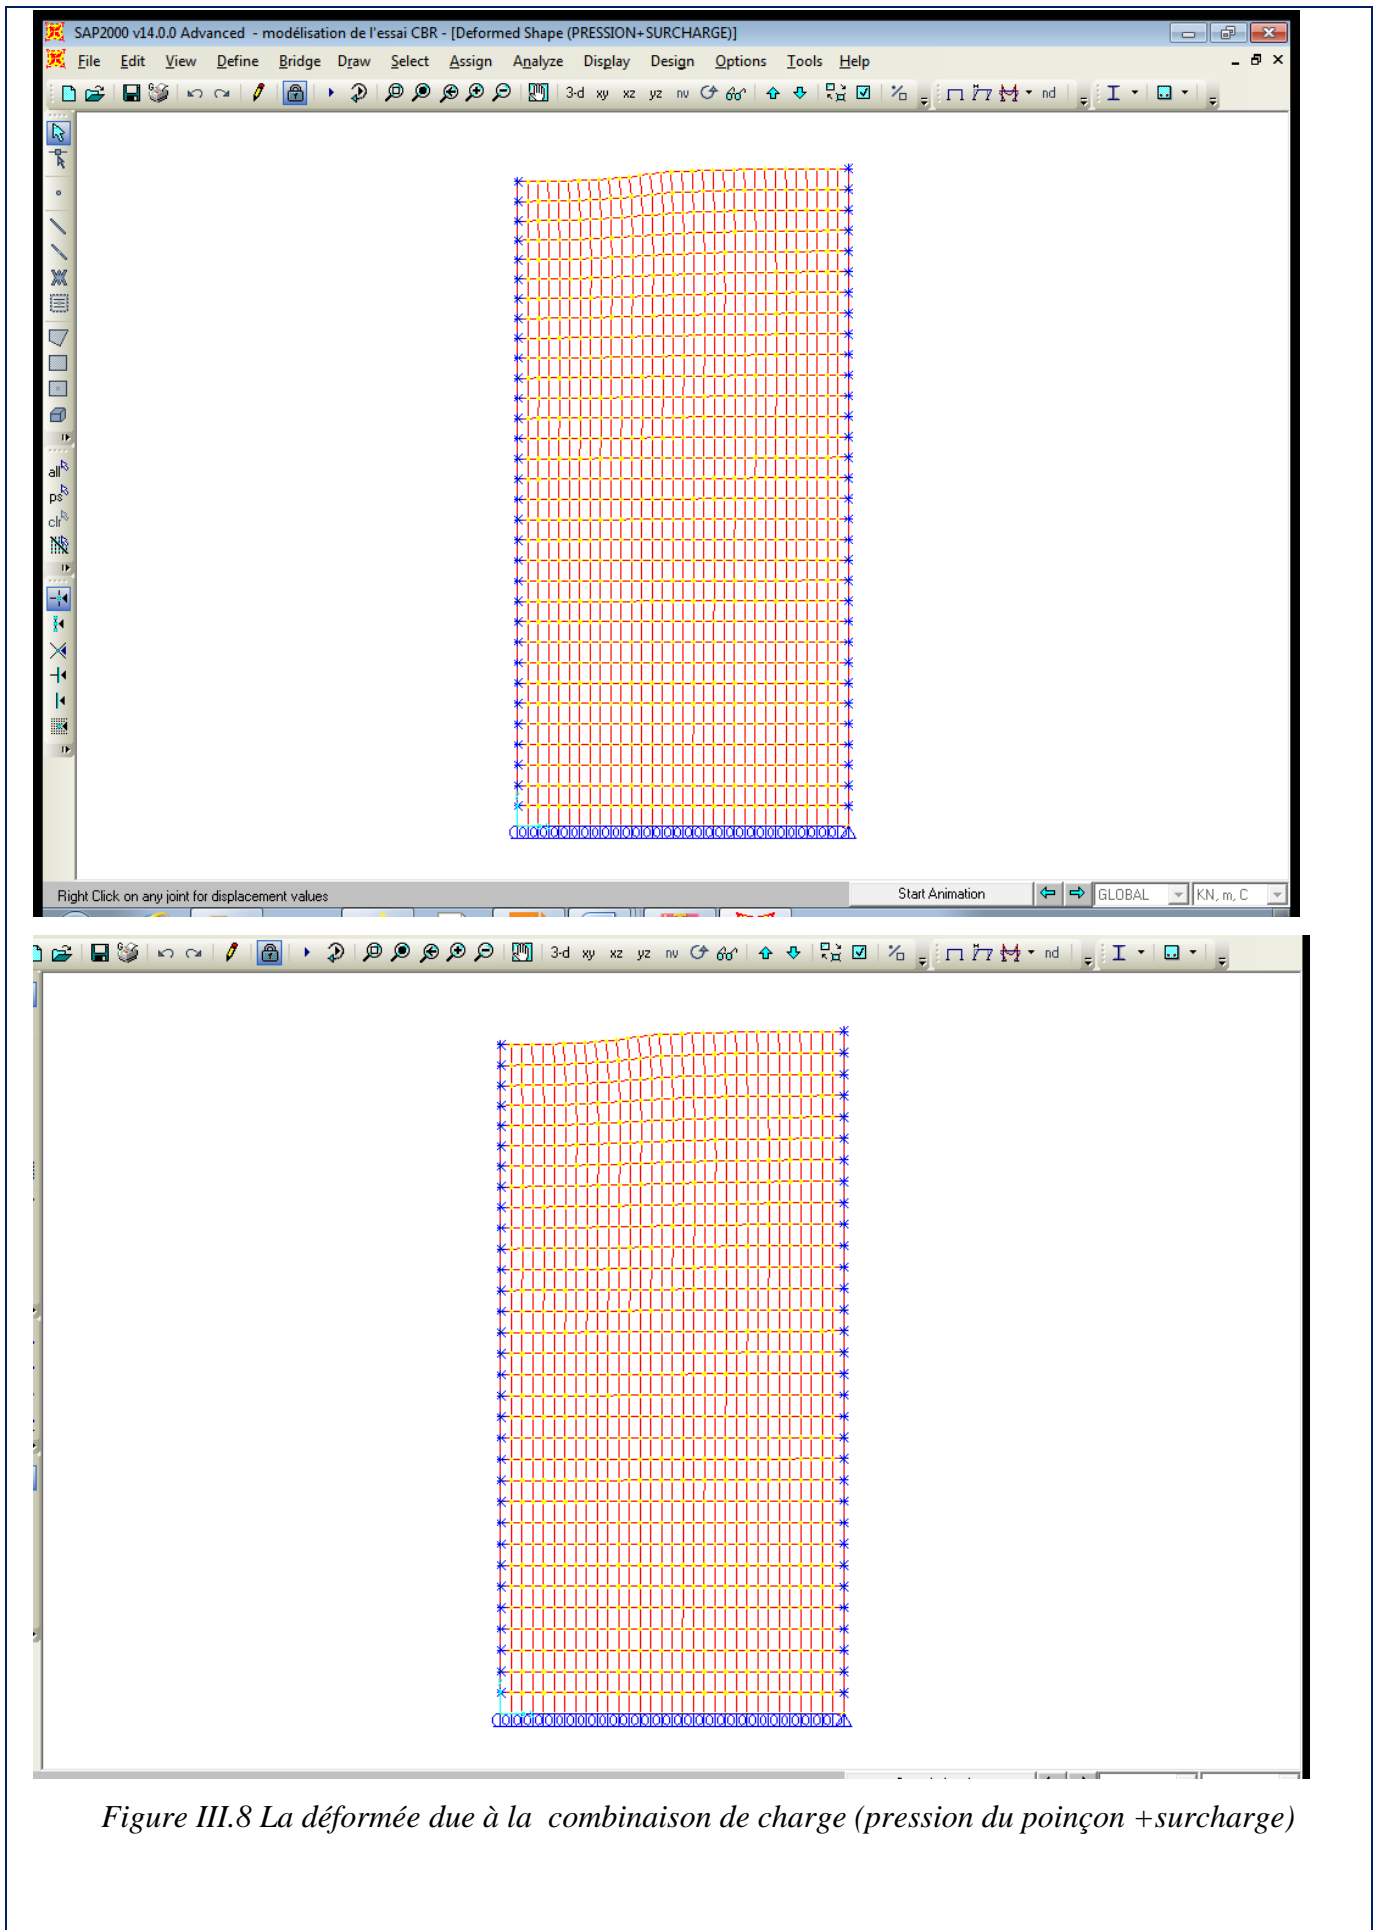 SAP2000 v14.0.0 Advanced - modélisation de l'essai CBR - [Deformed Shape (PRESSION+SURCHARGE)]
File Edit View Define Bridge Draw Select Assign Analyze Display Design Options Tools Help
3-d xy xz yz nv nd
all
ps
clr
Right Click on any joint for displacement values
Start Animation
GLOBAL
KN, m, C
3-d xy xz yz nv nd
Figure III.8 La déformée due à la combinaison de charge (pression du poinçon +surcharge)